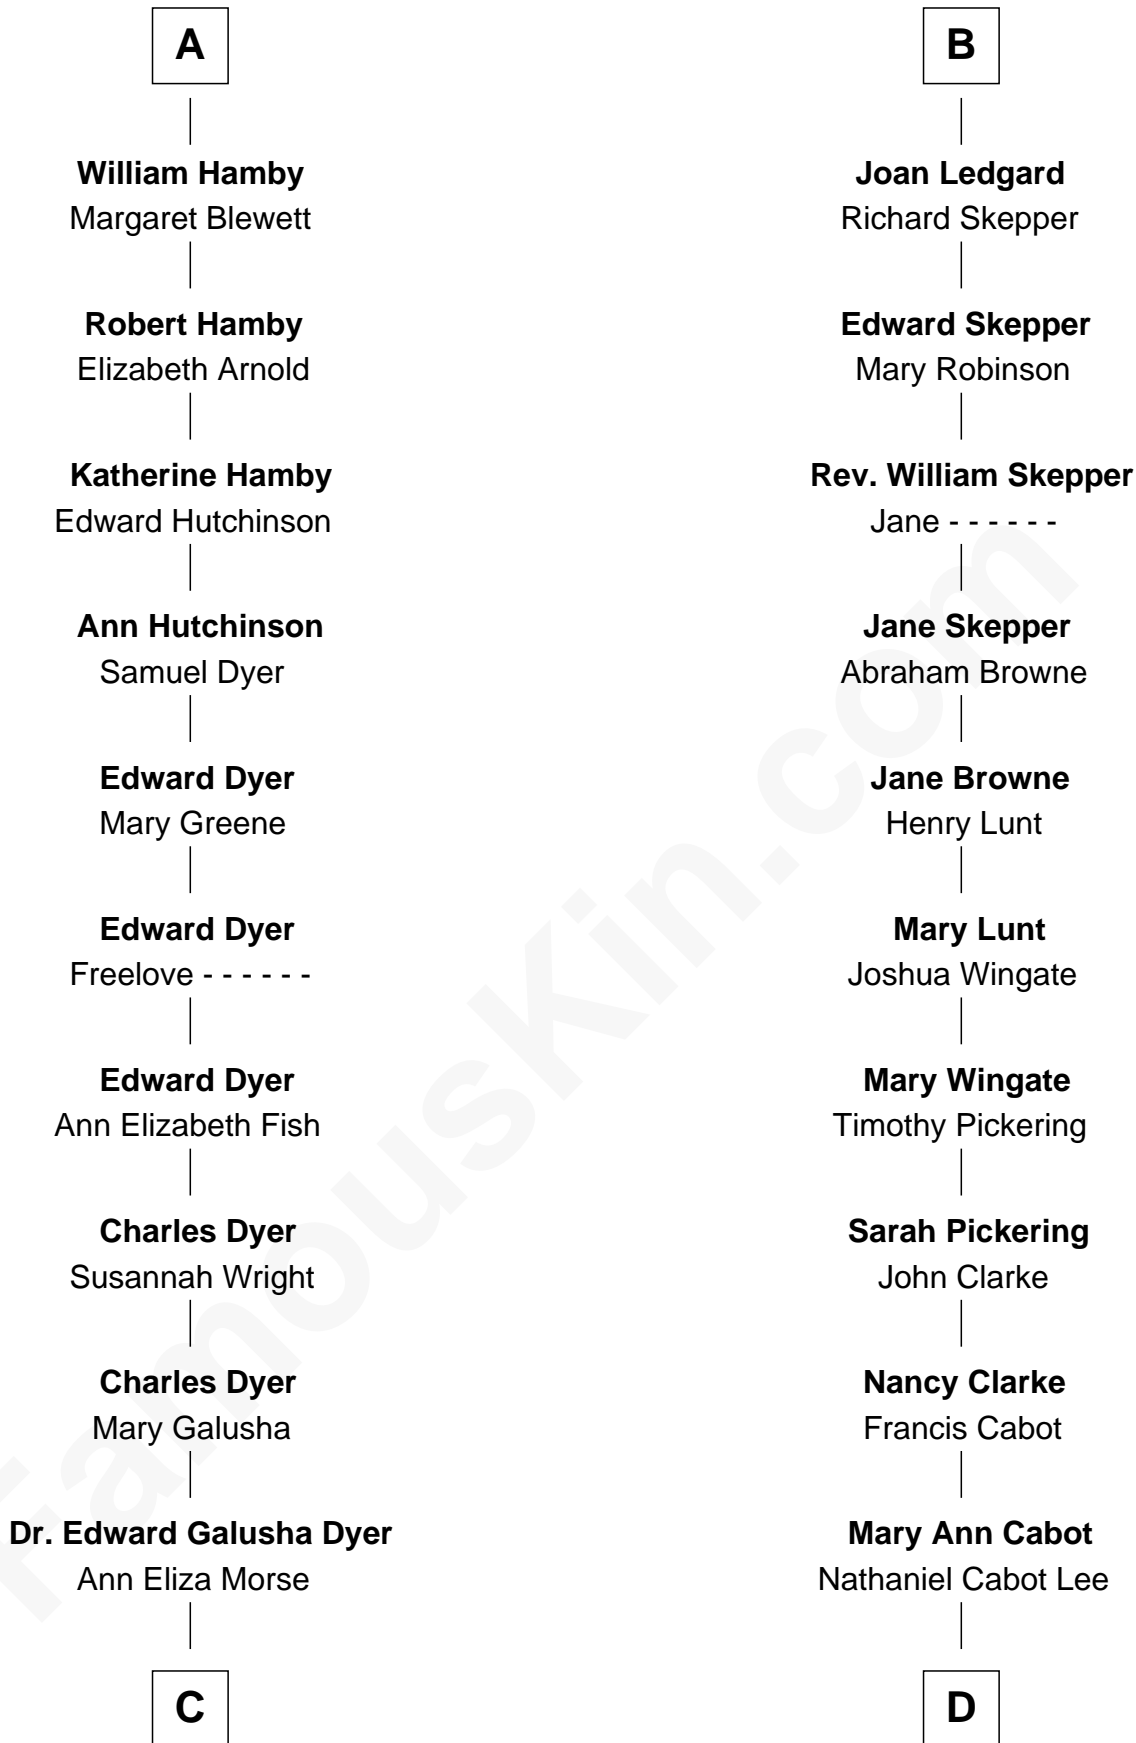 A
William Hamby
Margaret Blewett
Robert Hamby
Elizabeth Arnold
Katherine Hamby
Edward Hutchinson
Ann Hutchinson
Samuel Dyer
Edward Dyer
Mary Greene
Edward Dyer
Freelove - - - - - -
Edward Dyer
Ann Elizabeth Fish
Charles Dyer
Susannah Wright
Charles Dyer
Mary Galusha
Dr. Edward Galusha Dyer
Ann Eliza Morse
C
B
Joan Ledgard
Richard Skepper
Edward Skepper
Mary Robinson
Rev. William Skepper
Jane - - - - - -
Jane Skepper
Abraham Browne
Jane Browne
Henry Lunt
Mary Lunt
Joshua Wingate
Mary Wingate
Timothy Pickering
Sarah Pickering
John Clarke
Nancy Clarke
Francis Cabot
Mary Ann Cabot
Nathaniel Cabot Lee
D
FamousKin.com